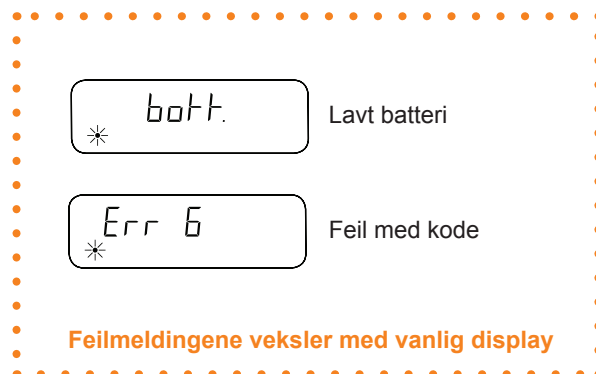 batt.
Lavt batteri
Err 6
Feil med kode
Feilmeldingene veksler med vanlig display